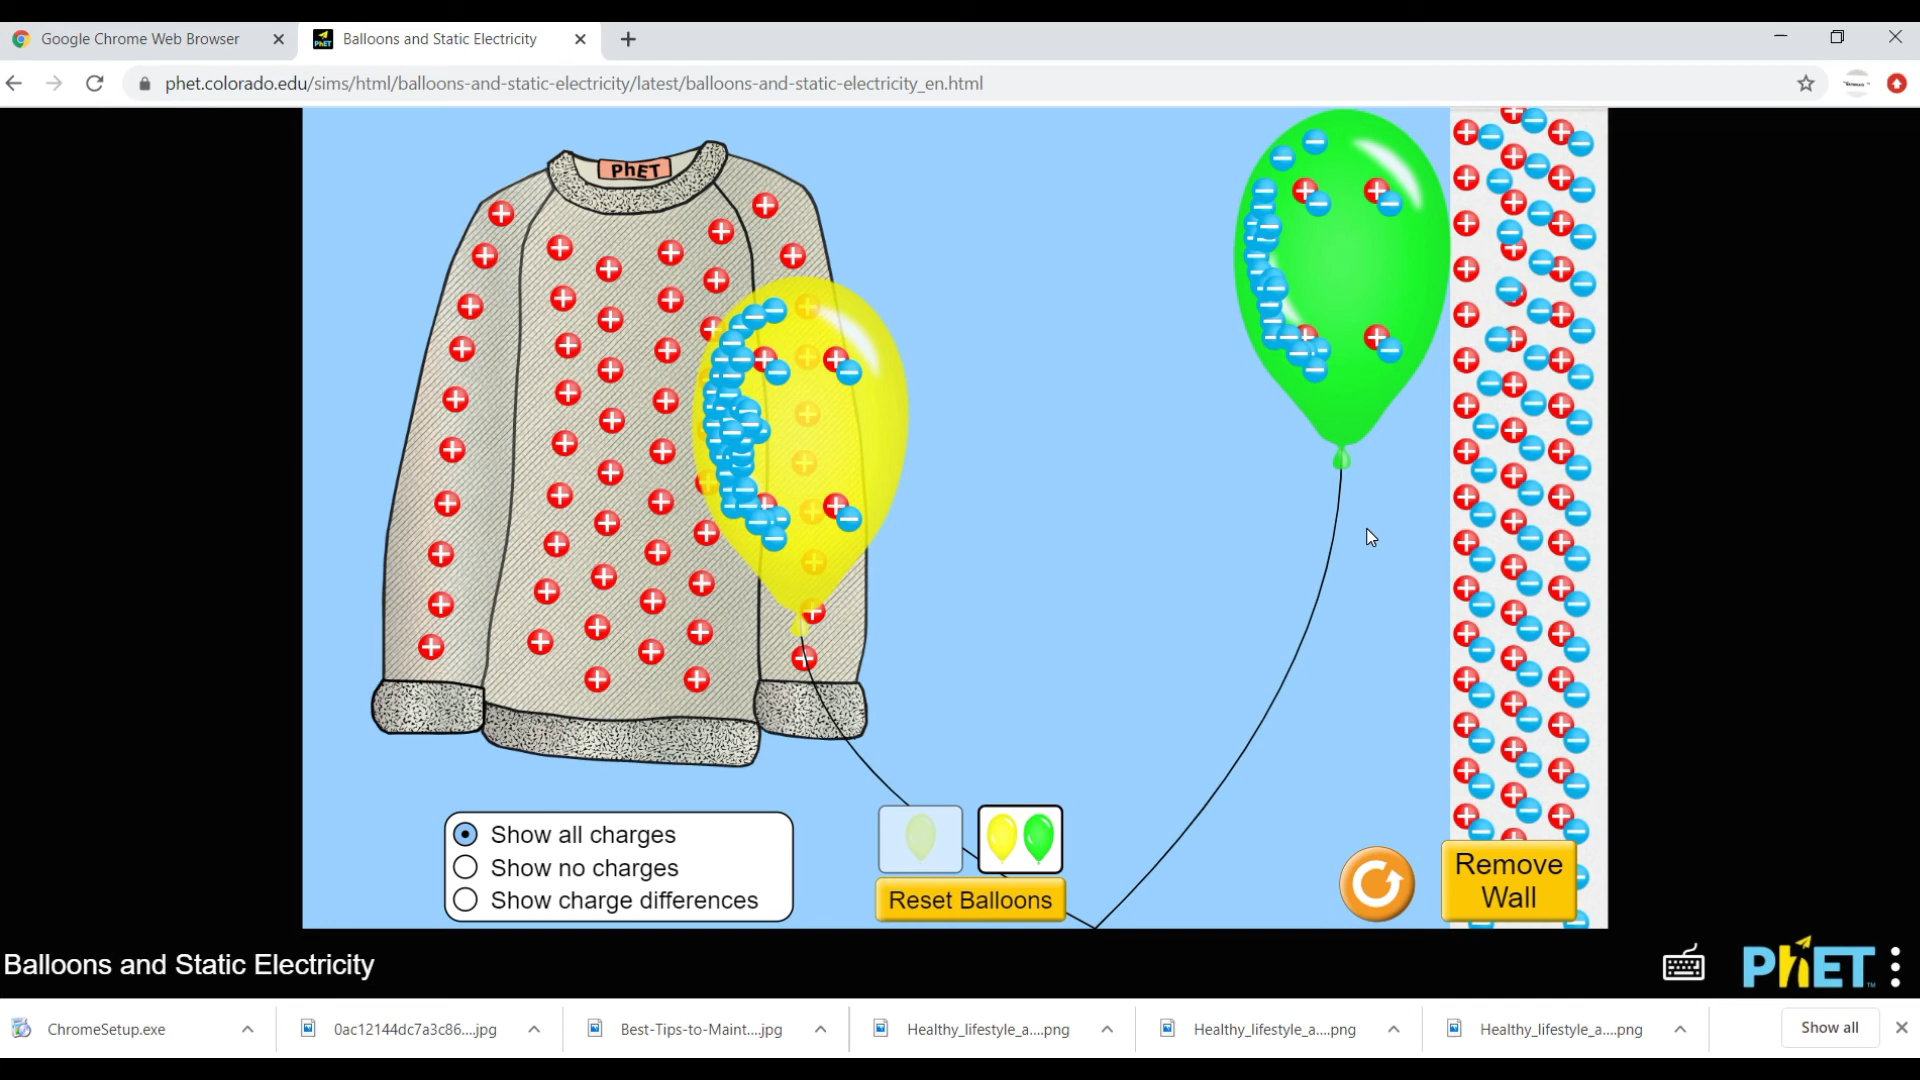 Google Chrome Web Browser
Balloons and Static Electricity
phet.colorado.edu/sims/html/balloons-and-static-electricity/latest/balloons-and-static-electricity_en.html
PhET
Show all charges
Show no charges
Show charge differences
Reset Balloons
Remove
Wall
Balloons and Static Electricity
PhET
ChromeSetup.exe
0ac12144dc7a3c86....jpg
Best-Tips-to-Maint....jpg
Healthy_lifestyle_a....png
Healthy_lifestyle_a....png
Healthy_lifestyle_a....png
Show all